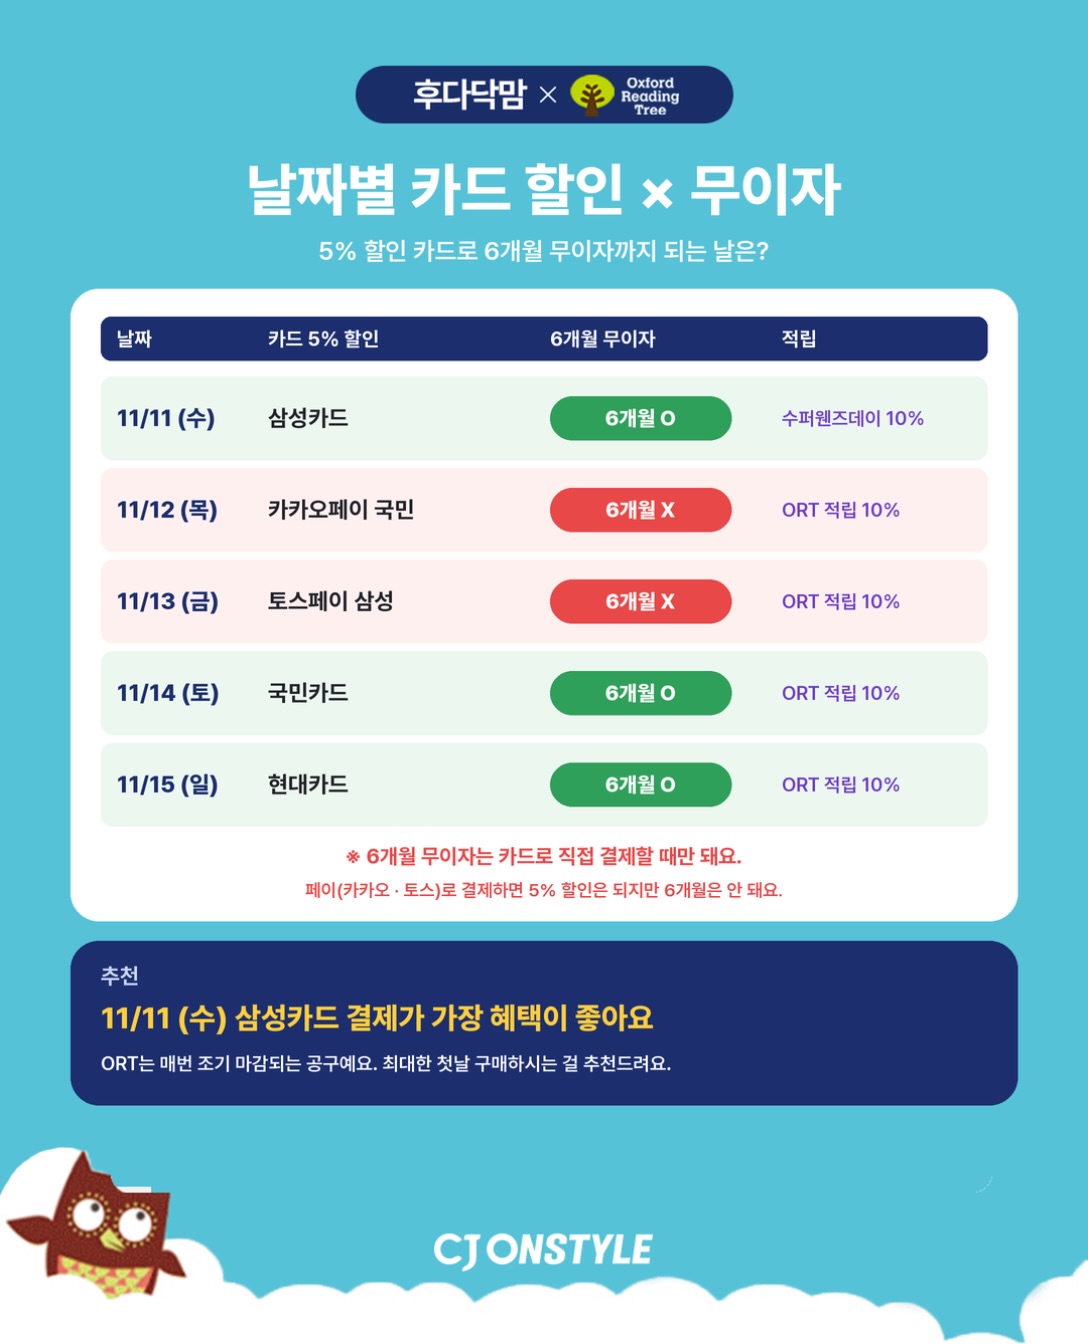 후다닥맘 × Oxford Reading Tree
날짜별 카드 할인 × 무이자
5% 할인 카드로 6개월 무이자까지 되는 날은?
날짜 카드 5% 할인 6개월 무이자 적립
11/11 (수) 삼성카드 6개월 O 수퍼웬즈데이 10%
11/12 (목) 카카오페이 국민 6개월 X ORT 적립 10%
11/13 (금) 토스페이 삼성 6개월 X ORT 적립 10%
11/14 (토) 국민카드 6개월 O ORT 적립 10%
11/15 (일) 현대카드 6개월 O ORT 적립 10%
※ 6개월 무이자는 카드로 직접 결제할 때만 돼요.
페이(카카오 · 토스)로 결제하면 5% 할인은 되지만 6개월은 안 돼요.
추천
11/11 (수) 삼성카드 결제가 가장 혜택이 좋아요
ORT는 매번 조기 마감되는 공구예요. 최대한 첫날 구매하시는 걸 추천드려요.
CJ ONSTYLE